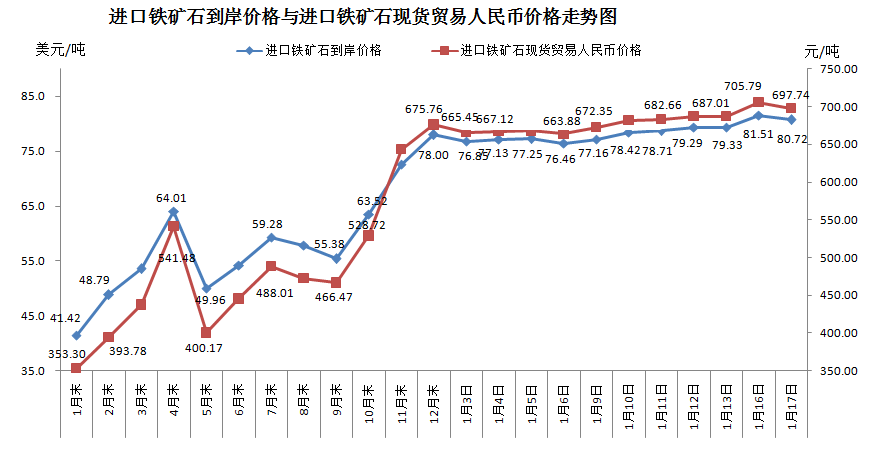 进口铁矿石到岸价格与进口铁矿石现货贸易人民币价格走势图
美元/吨
进口铁矿石到岸价格
进口铁矿石现货贸易人民币价格
元/吨
85.0
75.0
65.0
55.0
45.0
35.0
750.00
700.00
650.00
600.00
550.00
500.00
450.00
400.00
350.00
41.42
48.79
64.01
49.96
59.28
55.38
63.52
78.00
76.85
77.13
77.25
76.46
77.16
78.42
78.71
79.29
79.33
81.51
80.72
353.30
393.78
541.48
400.17
488.01
466.47
528.72
675.76
665.45
667.12
663.88
672.35
682.66
687.01
705.79
697.74
1月末
2月末
3月末
4月末
5月末
6月末
7月末
8月末
9月末
10月末
11月末
12月末
1月3日
1月4日
1月5日
1月6日
1月9日
1月10日
1月11日
1月12日
1月13日
1月16日
1月17日